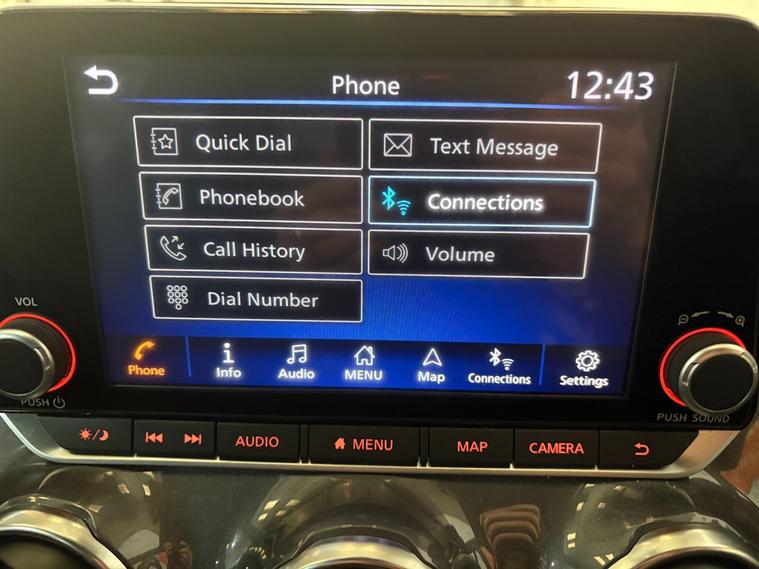 Phone 12:43
Quick Dial
Text Message
Phonebook
Connections
Call History
Volume
Dial Number
VOL
PUSH
Phone
Info
Audio
MENU
Map
Connections
Settings
PUSH SOUND
AUDIO
MENU
MAP
CAMERA